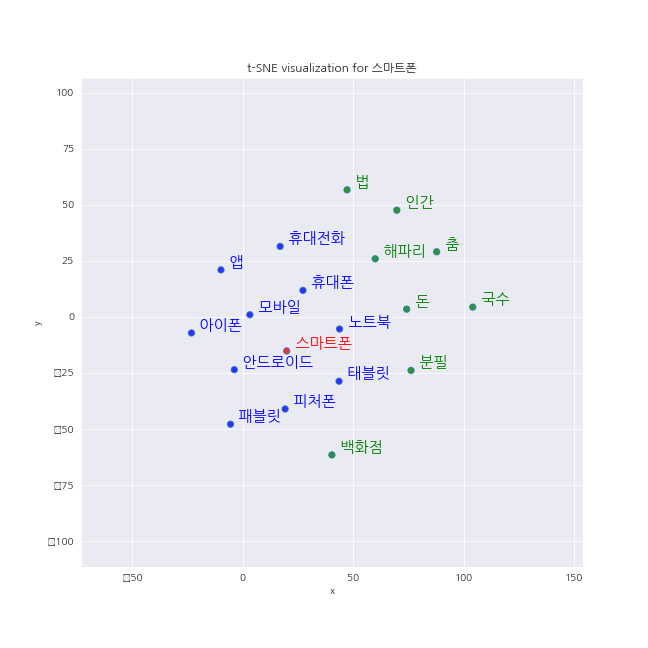 t-SNE visualization for 스마트폰
100
75
50
25
0
□25
□50
□75
□100
y
법
인간
휴대전화
해파리
춤
앱
휴대폰
모바일
돈
국수
아이폰
노트북
스마트폰
안드로이드
분필
태블릿
패블릿
피처폰
백화점
□50
0
50
100
150
x